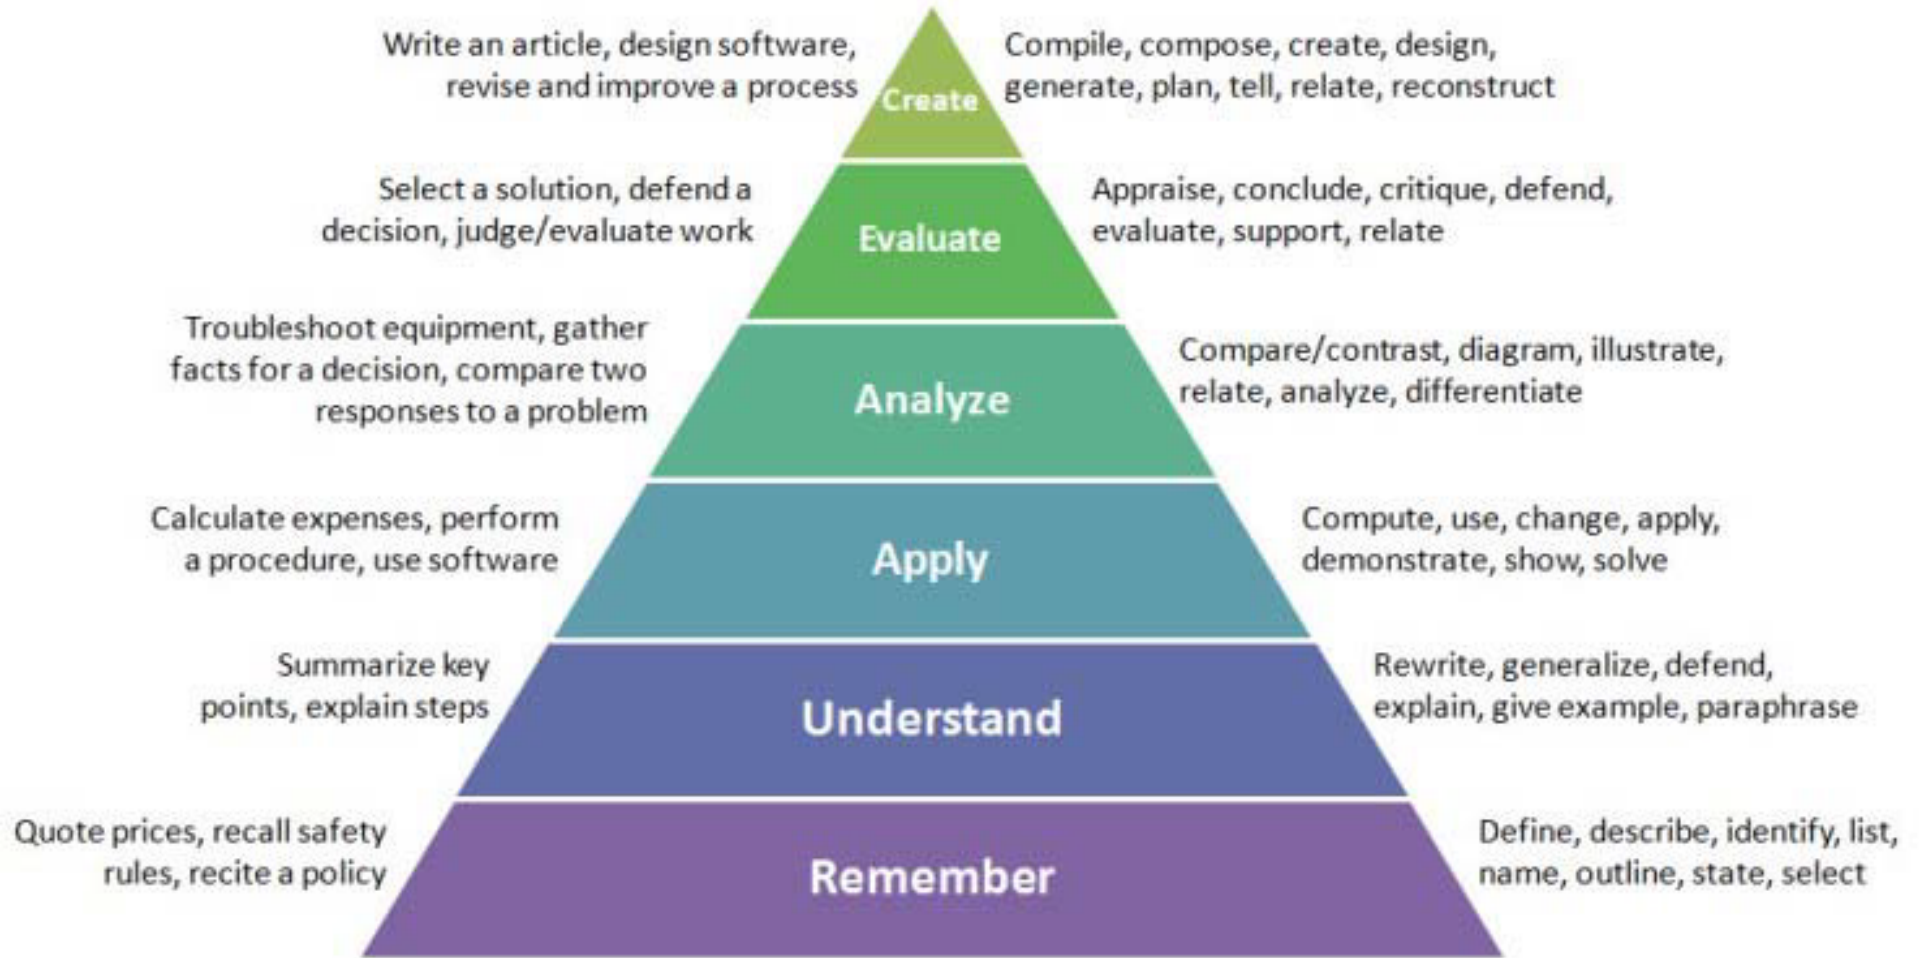 Write an article, design software,
revise and improve a process
Create
Compile, compose, create, design,
generate, plan, tell, relate, reconstruct
Select a solution, defend a
decision, judge/evaluate work
Evaluate
Appraise, conclude, critique, defend,
evaluate, support, relate
Troubleshoot equipment, gather
facts for a decision, compare two
responses to a problem
Analyze
Compare/contrast, diagram, illustrate,
relate, analyze, differentiate
Calculate expenses, perform
a procedure, use software
Apply
Compute, use, change, apply,
demonstrate, show, solve
Summarize key
points, explain steps
Understand
Rewrite, generalize, defend,
explain, give example, paraphrase
Quote prices, recall safety
rules, recite a policy
Remember
Define, describe, identify, list,
name, outline, state, select